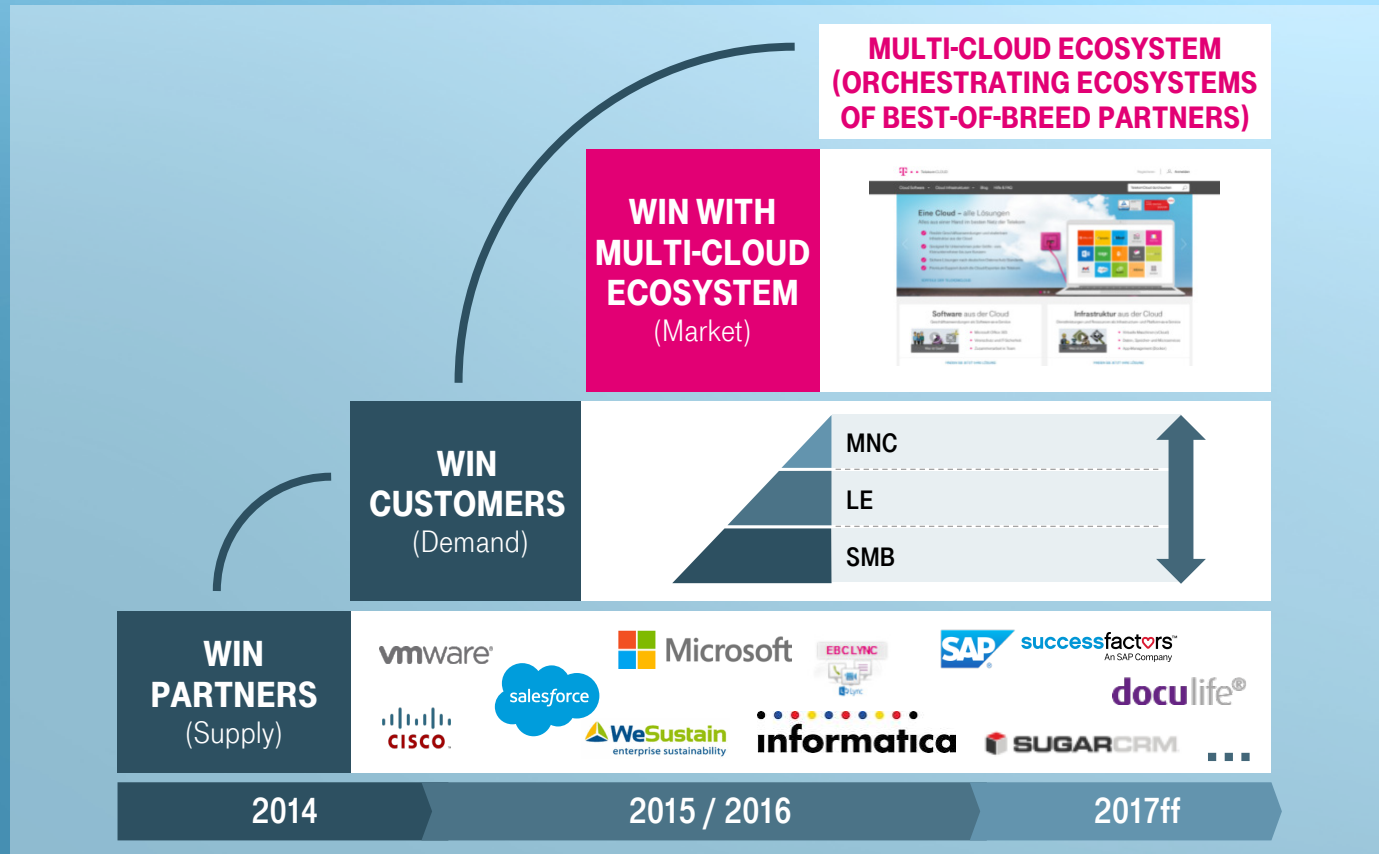 MULTI-CLOUD ECOSYSTEM
(ORCHESTRATING ECOSYSTEMS
OF BEST-OF-BREED PARTNERS)
WIN WITH
MULTI-CLOUD
ECOSYSTEM
(Market)
Eine Cloud – alle Lösungen
Software aus der Cloud
Infrastruktur aus der Cloud
WIN
CUSTOMERS
(Demand)
MNC
LE
SMB
WIN
PARTNERS
(Supply)
vmware
salesforce
Microsoft
EBC LYNC
Lync
SAP
successfactors™
An SAP Company
doculife®
CISCO
WeSustain
enterprise sustainability
informatica
SUGARCRM
...
2014
2015 / 2016
2017ff